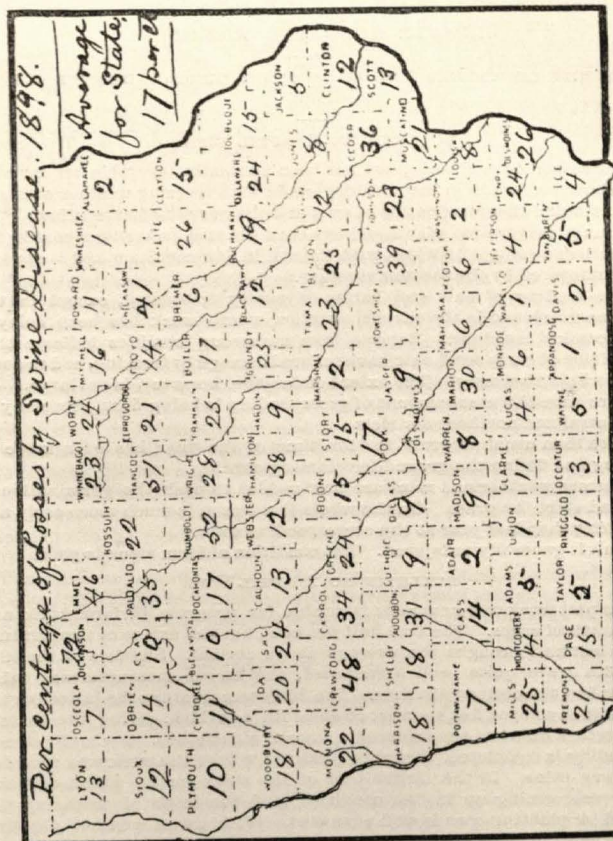 Per centage of Losses by Swine Disease. 1898.
Average
for State,
17 per ct
LYON
13
OSCEOLA
7
DICKINSON
EMMET
46
KOSSUTH
22
WINNEBAGO
23
WORTH
24
MITCHELL
16
HOWARD
11
WINNESHIEK
1
ALLAMAKEE
2
SIOUX
12
OBRIEN
14
CLAY
10
PALO ALTO
35
HANCOCK
CERRO GORDO
21
FLOYD
14
CHICKASAW
41
FAYETTE
26
CLAYTON
15
PLYMOUTH
10
CHEROKEE
11
BUENA VISTA
10
POCAHONTAS
17
HUMBOLDT
52
WRIGHT
28
FRANKLIN
25
BUTLER
17
BREMER
6
WOODBURY
18
IDA
20
SAC
24
CALHOUN
13
WEBSTER
12
HAMILTON
38
HARDIN
9
GRUNDY
25
BLACK HAWK
12
BUCHANAN
19
DELAWARE
24
DUBUQUE
15
MONONA
22
CRAWFORD
48
CARROLL
34
GREENE
24
BOONE
15
STORY
15
MARSHALL
12
TAMA
23
BENTON
25
LINN
12
JONES
8
JACKSON
5
HARRISON
18
SHELBY
18
AUDUBON
31
GUTHRIE
9
DALLAS
9
POLK
17
DES MOINES
JASPER
9
POWESHIEK
7
IOWA
39
JOHNSON
23
CEDAR
36
CLINTON
12
SCOTT
13
MUSCATINE
21
POTTAWATAMIE
7
CASS
14
ADAIR
2
MADISON
9
WARREN
8
MARION
30
MAHASKA
6
KEOKUK
6
WASHINGTON
2
LOUISA
8
MILLS
25
MONTGOMERY
4
ADAMS
5
UNION
1
CLARKE
11
LUCAS
4
MONROE
6
WAPELLO
1
JEFFERSON
4
HENRY
24
DESMOINES
26
FREMONT
21
PAGE
15
TAYLOR
5
RINGGOLD
11
DECATUR
3
WAYNE
5
APPANOOSE
1
DAVIS
2
VAN BUREN
5
LEE
4